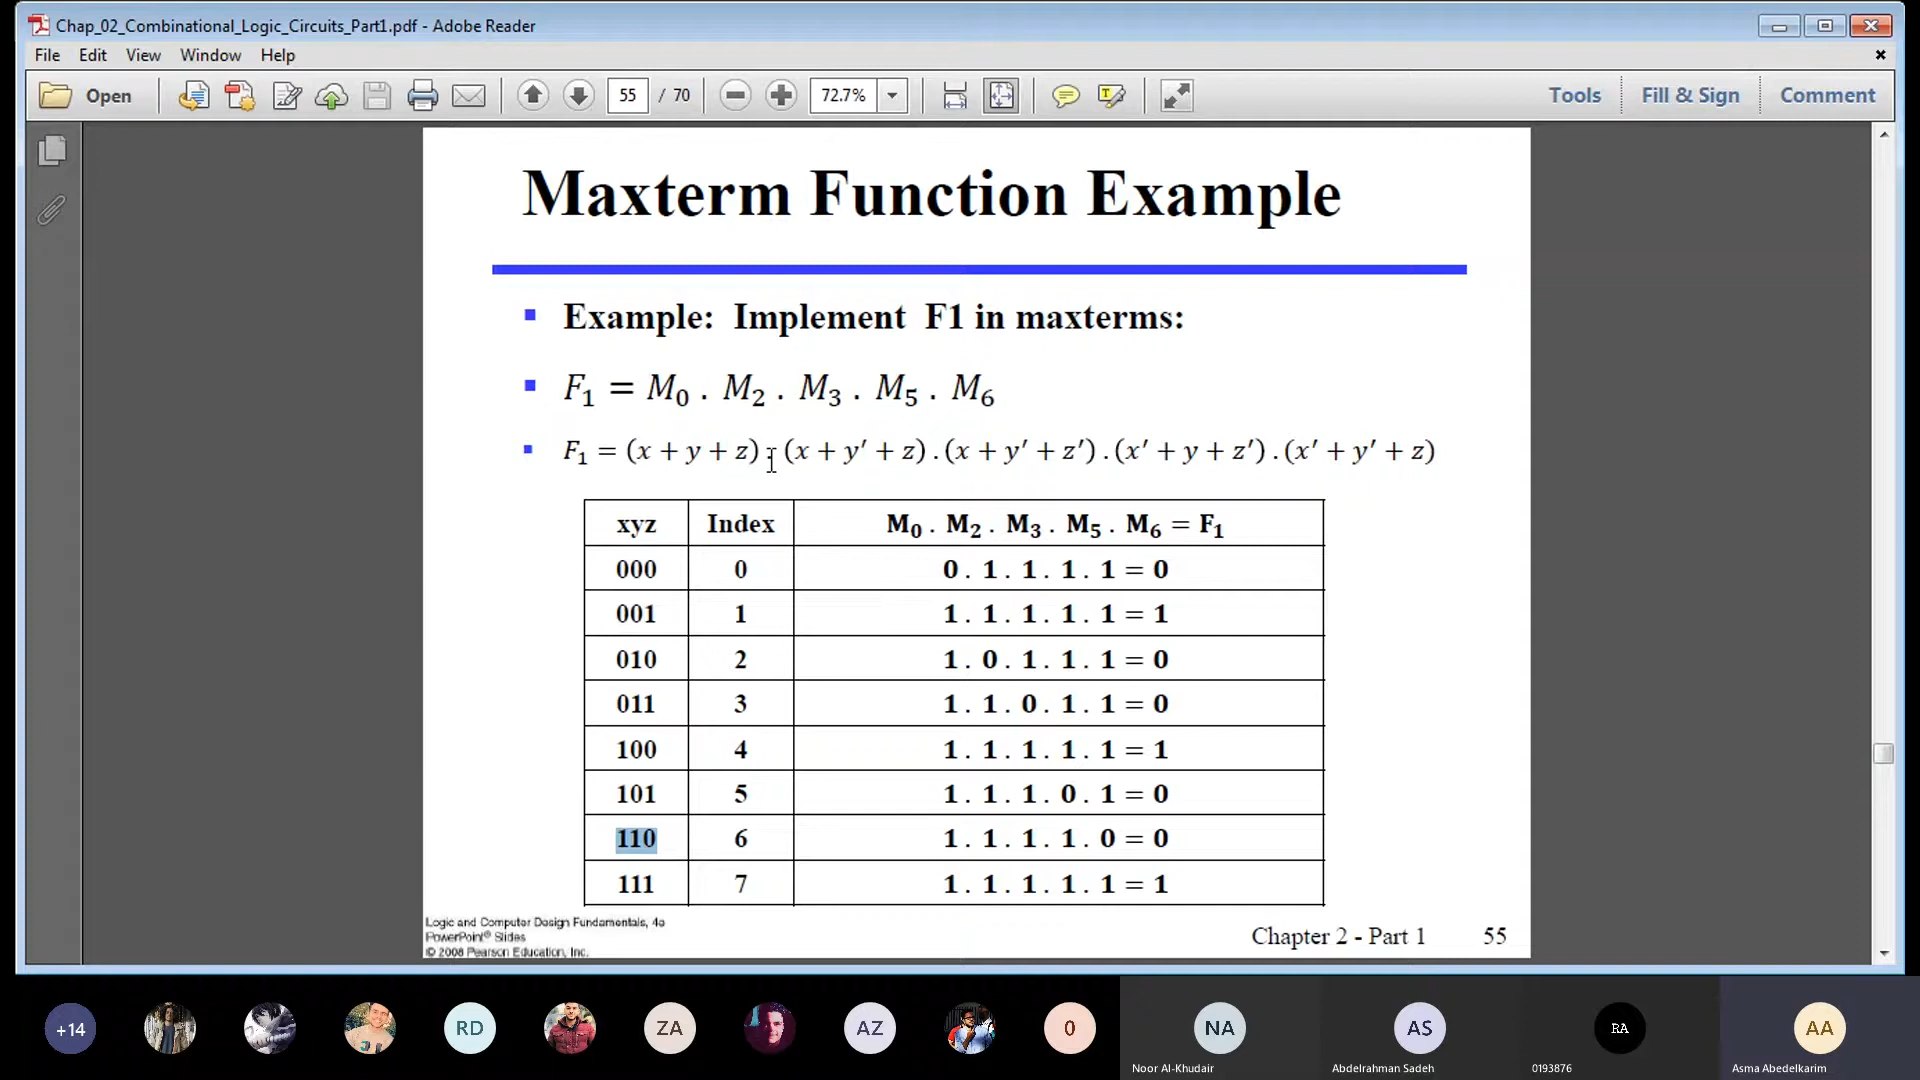 Chap_02_Combinational_Logic_Circuits_Part1.pdf - Adobe Reader
File Edit View Window Help
Open 55 / 70 72.7% Tools Fill & Sign Comment
Maxterm Function Example
Example: Implement F1 in maxterms:
F₁ = M₀ . M₂ . M₃ . M₅ . M₆
F₁ = (x + y + z) . (x + y′ + z) . (x + y′ + z′) . (x′ + y + z′) . (x′ + y′ + z)
xyz Index M₀ . M₂ . M₃ . M₅ . M₆ = F₁
000 0 0 . 1 . 1 . 1 . 1 = 0
001 1 1 . 1 . 1 . 1 . 1 = 1
010 2 1 . 0 . 1 . 1 . 1 = 0
011 3 1 . 1 . 0 . 1 . 1 = 0
100 4 1 . 1 . 1 . 1 . 1 = 1
101 5 1 . 1 . 1 . 0 . 1 = 0
110 6 1 . 1 . 1 . 1 . 0 = 0
111 7 1 . 1 . 1 . 1 . 1 = 1
Logic and Computer Design Fundamentals, 4e
PowerPoint® Slides
© 2008 Pearson Education, Inc.
Chapter 2 - Part 1 55
+14 RD ZA AZ 0 NA AS RA AA
Noor Al-Khudair Abdelrahman Sadeh 0193876 Asma Abedelkarim